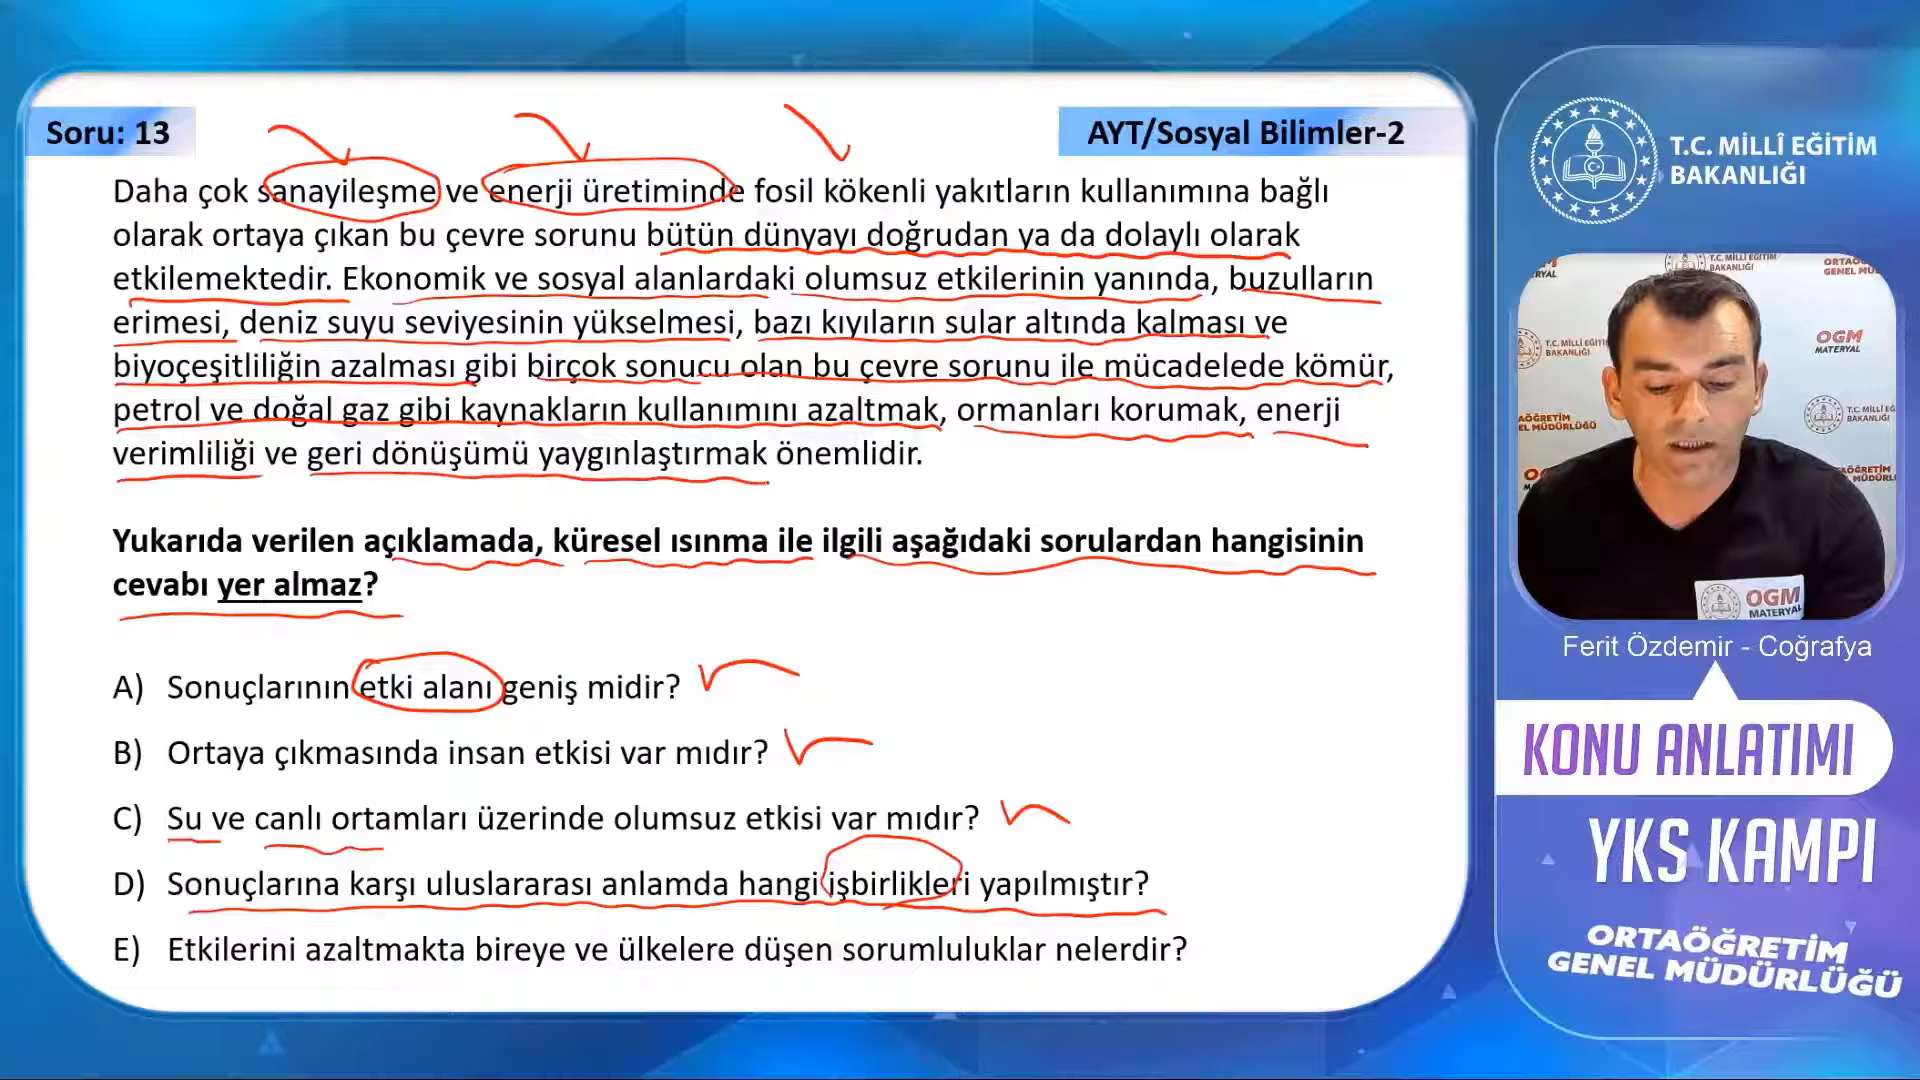 Soru: 13
AYT/Sosyal Bilimler-2
Daha çok sanayileşme ve enerji üretiminde fosil kökenli yakıtların kullanımına bağlı
olarak ortaya çıkan bu çevre sorunu bütün dünyayı doğrudan ya da dolaylı olarak
etkilemektedir. Ekonomik ve sosyal alanlardaki olumsuz etkilerinin yanında, buzulların
erimesi, deniz suyu seviyesinin yükselmesi, bazı kıyıların sular altında kalması ve
biyoçeşitliliğin azalması gibi birçok sonucu olan bu çevre sorunu ile mücadelede kömür,
petrol ve doğal gaz gibi kaynakların kullanımını azaltmak, ormanları korumak, enerji
verimliliği ve geri dönüşümü yaygınlaştırmak önemlidir.
Yukarıda verilen açıklamada, küresel ısınma ile ilgili aşağıdaki sorulardan hangisinin
cevabı yer almaz?
A) Sonuçlarının etki alanı geniş midir?
B) Ortaya çıkmasında insan etkisi var mıdır?
C) Su ve canlı ortamları üzerinde olumsuz etkisi var mıdır?
D) Sonuçlarına karşı uluslararası anlamda hangi işbirlikleri yapılmıştır?
E) Etkilerini azaltmakta bireye ve ülkelere düşen sorumluluklar nelerdir?
T.C. MİLLÎ EĞİTİM
BAKANLIĞI
OGM
MATERYAL
OGM
MATERYAL
Ferit Özdemir - Coğrafya
KONU ANLATIMI
YKS KAMPI
ORTAÖĞRETİM
GENEL MÜDÜRLÜĞÜ